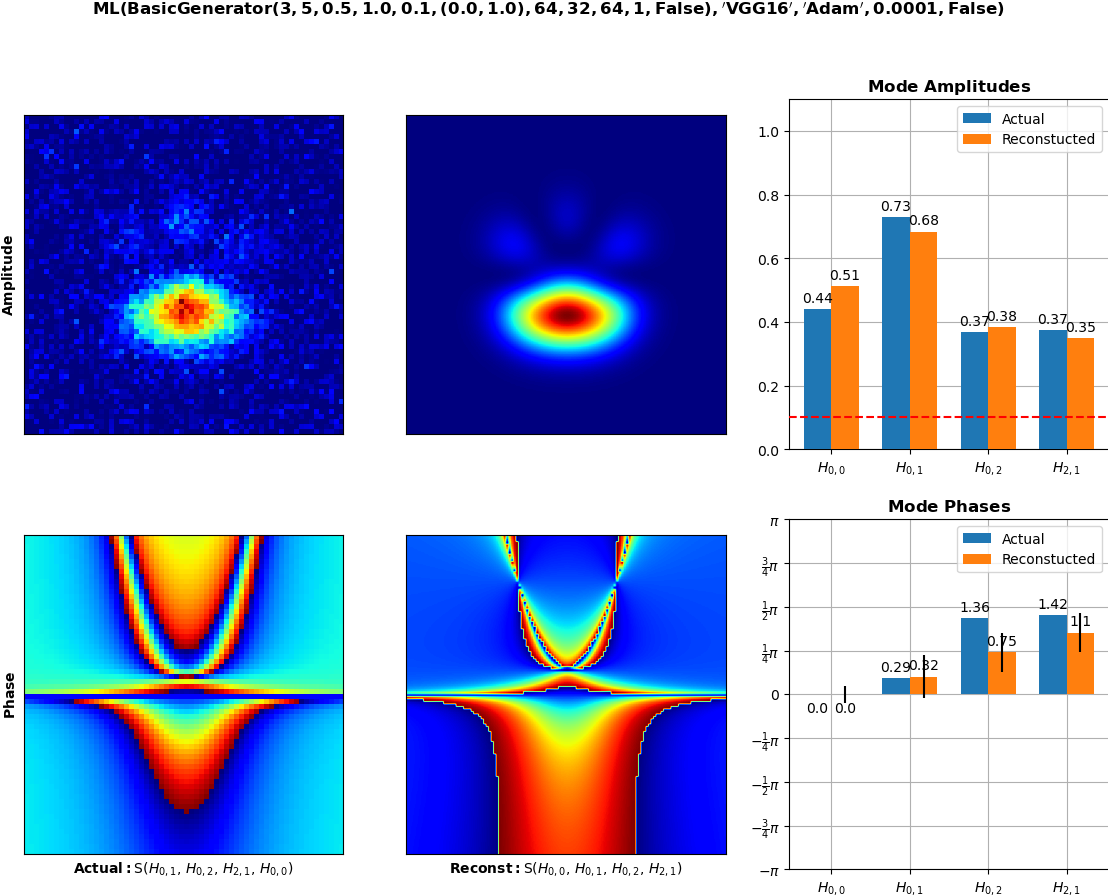 ML(BasicGenerator(3, 5, 0.5, 1.0, 0.1, (0.0, 1.0), 64, 32, 64, 1, False), ′VGG16′, ′Adam′, 0.0001, False)
Amplitude
Mode Amplitudes
Actual
Reconstucted
1.0
0.8
0.6
0.4
0.2
0.0
0.44
0.51
0.73
0.68
0.37
0.38
0.37
0.35
H0,0
H0,1
H0,2
H2,1
Phase
Actual: S(H0,1, H0,2, H2,1, H0,0)
Reconst: S(H0,0, H0,1, H0,2, H2,1)
Mode Phases
Actual
Reconstucted
π
3/4π
1/2π
1/4π
0
−1/4π
−1/2π
−3/4π
−π
0.0
0.0
0.29
0.32
1.36
0.75
1.42
1.1
H0,0
H0,1
H0,2
H2,1